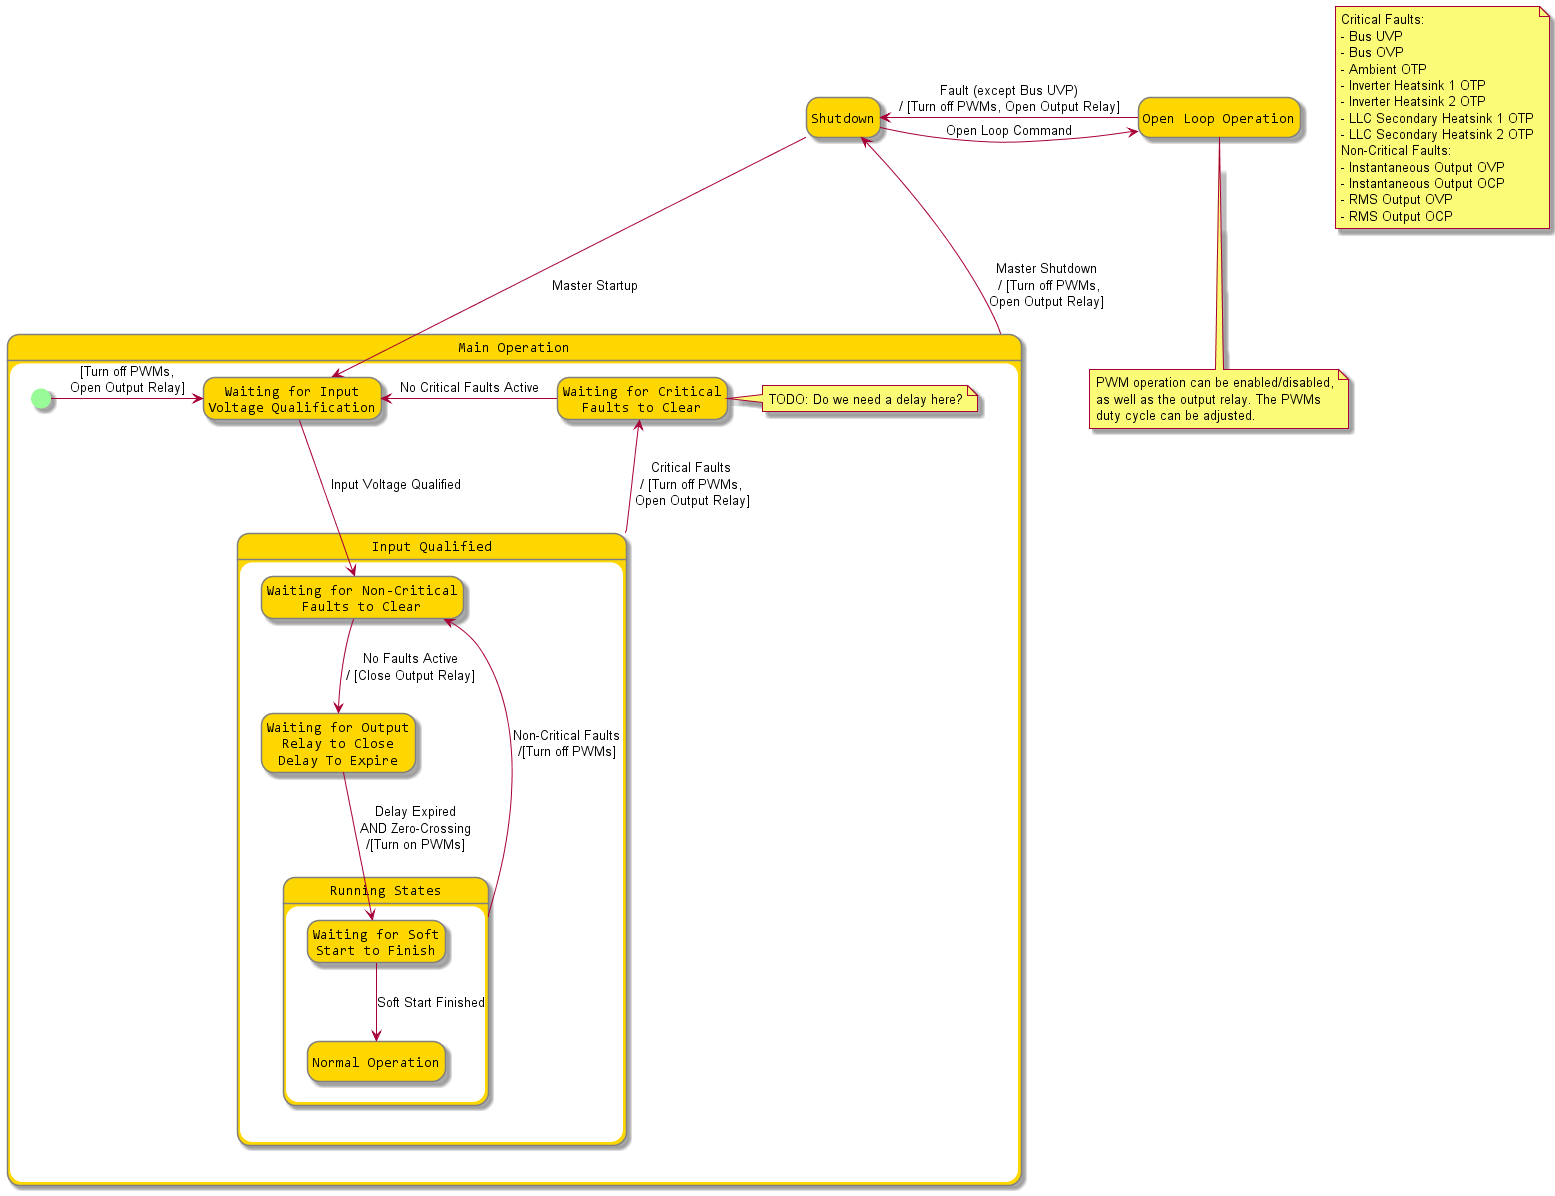 Critical Faults:
- Bus UVP
- Bus OVP
- Ambient OTP
- Inverter Heatsink 1 OTP
- Inverter Heatsink 2 OTP
- LLC Secondary Heatsink 1 OTP
- LLC Secondary Heatsink 2 OTP
Non-Critical Faults:
- Instantaneous Output OVP
- Instantaneous Output OCP
- RMS Output OVP
- RMS Output OCP
Fault (except Bus UVP)
/ [Turn off PWMs, Open Output Relay]
Shutdown
Open Loop Operation
Open Loop Command
Master Startup
Master Shutdown
/ [Turn off PWMs,
Open Output Relay]
PWM operation can be enabled/disabled,
as well as the output relay. The PWMs
duty cycle can be adjusted.
Main Operation
[Turn off PWMs,
Open Output Relay]
Waiting for Input
Voltage Qualification
No Critical Faults Active
Waiting for Critical
Faults to Clear
TODO: Do we need a delay here?
Input Voltage Qualified
Critical Faults
/ [Turn off PWMs,
Open Output Relay]
Input Qualified
Waiting for Non-Critical
Faults to Clear
No Faults Active
/ [Close Output Relay]
Waiting for Output
Relay to Close
Delay To Expire
Non-Critical Faults
/[Turn off PWMs]
Delay Expired
AND Zero-Crossing
/[Turn on PWMs]
Running States
Waiting for Soft
Start to Finish
Soft Start Finished
Normal Operation